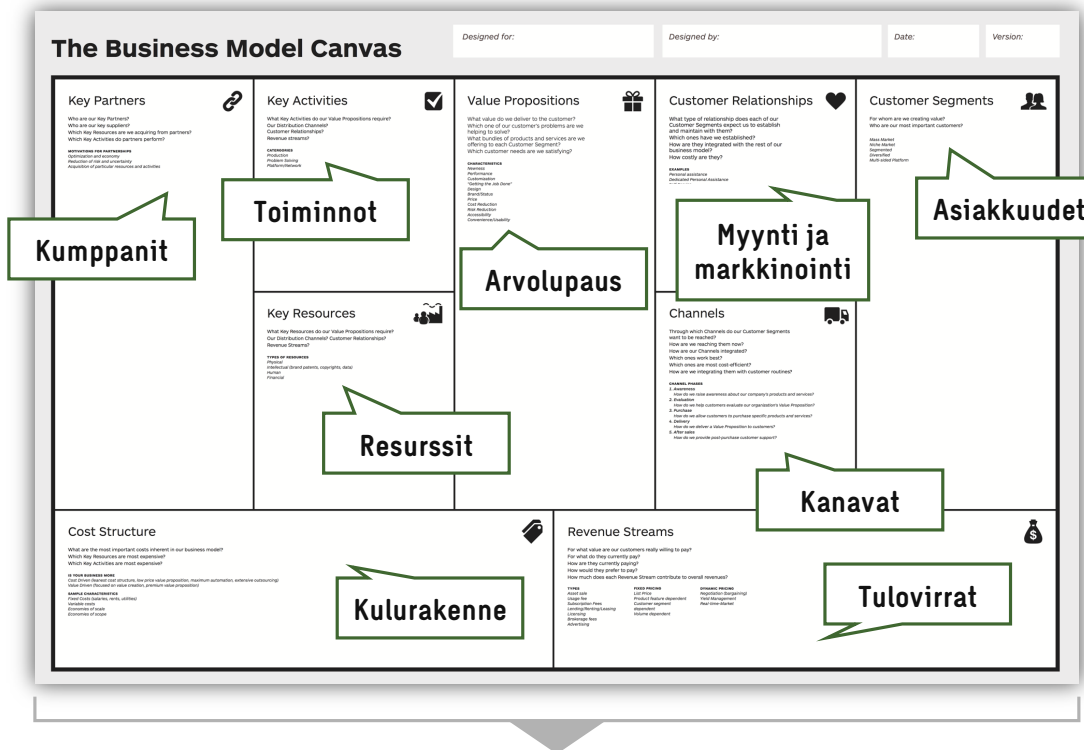 The Business Model Canvas
Designed for:
Designed by:
Date:
Version:
Key Partners
Who are our Key Partners?
Who are our key suppliers?
Which Key Resources are we acquiring from partners?
Which Key Activities do partners perform?
MOTIVATIONS FOR PARTNERSHIPS
Optimization and economy
Reduction of risk and uncertainty
Acquisition of particular resources and activities
Kumppanit
Key Activities
What Key Activities do our Value Propositions require?
Our Distribution Channels?
Customer Relationships?
Revenue streams?
CATERGORIES
Production
Problem Solving
Platform/Network
Toiminnot
Key Resources
What Key Resources do our Value Propositions require?
Our Distribution Channels? Customer Relationships?
Revenue Streams?
TYPES OF RESOURCES
Physical
Intellectual (brand patents, copyrights, data)
Human
Financial
Resurssit
Value Propositions
What value do we deliver to the customer?
Which one of our customer's problems are we
helping to solve?
What bundles of products and services are we
offering to each Customer Segment?
Which customer needs are we satisfying?
CHARACTERISTICS
Newness
Performance
Customization
"Getting the Job Done"
Design
Brand/Status
Price
Cost Reduction
Risk Reduction
Accessibility
Convenience/Usability
Arvolupaus
Customer Relationships
What type of relationship does each of our
Customer Segments expect us to establish
and maintain with them?
Which ones have we established?
How are they integrated with the rest of our
business model?
How costly are they?
EXAMPLES
Personal assistance
Dedicated Personal Assistance
Myynti ja
markkinointi
Channels
Through which Channels do our Customer Segments
want to be reached?
How are we reaching them now?
How are our Channels integrated?
Which ones work best?
Which ones are most cost-efficient?
How are we integrating them with customer routines?
CHANNEL PHASES
1. Awareness
How do we raise awareness about our company's products and services?
2. Evaluation
How do we help customers evaluate our organization's Value Proposition?
3. Purchase
How do we allow customers to purchase specific products and services?
4. Delivery
How do we deliver a Value Proposition to customers?
5. After sales
How do we provide post-purchase customer support?
Kanavat
Customer Segments
For whom are we creating value?
Who are our most important customers?
Mass Market
Niche Market
Segmented
Diversified
Multi-sided Platform
Asiakkuudet
Cost Structure
What are the most important costs inherent in our business model?
Which Key Resources are most expensive?
Which Key Activities are most expensive?
IS YOUR BUSINESS MORE
Cost Driven (leanest cost structure, low price value proposition, maximum automation, extensive outsourcing)
Value Driven (focused on value creation, premium value proposition)
SAMPLE CHARACTERISTICS
Fixed Costs (salaries, rents, utilities)
Variable costs
Economies of scale
Economies of scope
Kulurakenne
Revenue Streams
For what value are our customers really willing to pay?
For what do they currently pay?
How are they currently paying?
How would they prefer to pay?
How much does each Revenue Stream contribute to overall revenues?
TYPES
Asset sale
Usage fee
Subscription Fees
Lending/Renting/Leasing
Licensing
Brokerage fees
Advertising
FIXED PRICING
List Price
Product feature dependent
Customer segment
dependent
Volume dependent
DYNAMIC PRICING
Negotiation (bargaining)
Yield Management
Real-time-Market
Tulovirrat